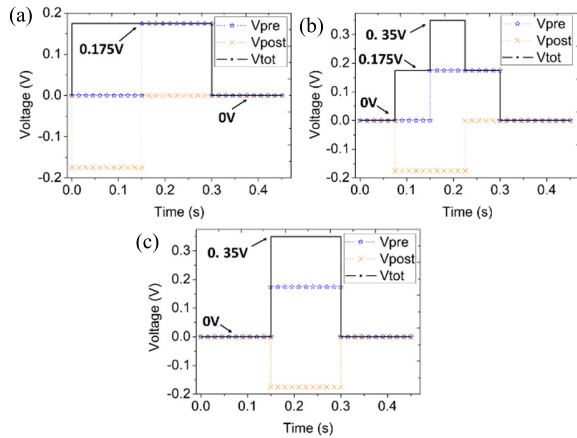 (a)
0.2
0.1
0.0
-0.1
-0.2
Voltage (V)
0.175V
0V
Vpre
Vpost
Vtot
0.0 0.1 0.2 0.3 0.4
Time (s)
(b)
0.3
0.2
0.1
0.0
-0.1
-0.2
Voltage (V)
0. 35V
0.175V
0V
Vpre
Vpost
Vtot
0.0 0.1 0.2 0.3 0.4
Time (s)
(c)
0.3
0.2
0.1
0.0
-0.1
-0.2
Voltage (V)
0. 35V
0V
Vpre
Vpost
Vtot
0.0 0.1 0.2 0.3 0.4
Time (s)